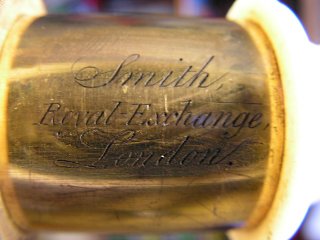 Smith,
Royal-Exchange,
London.